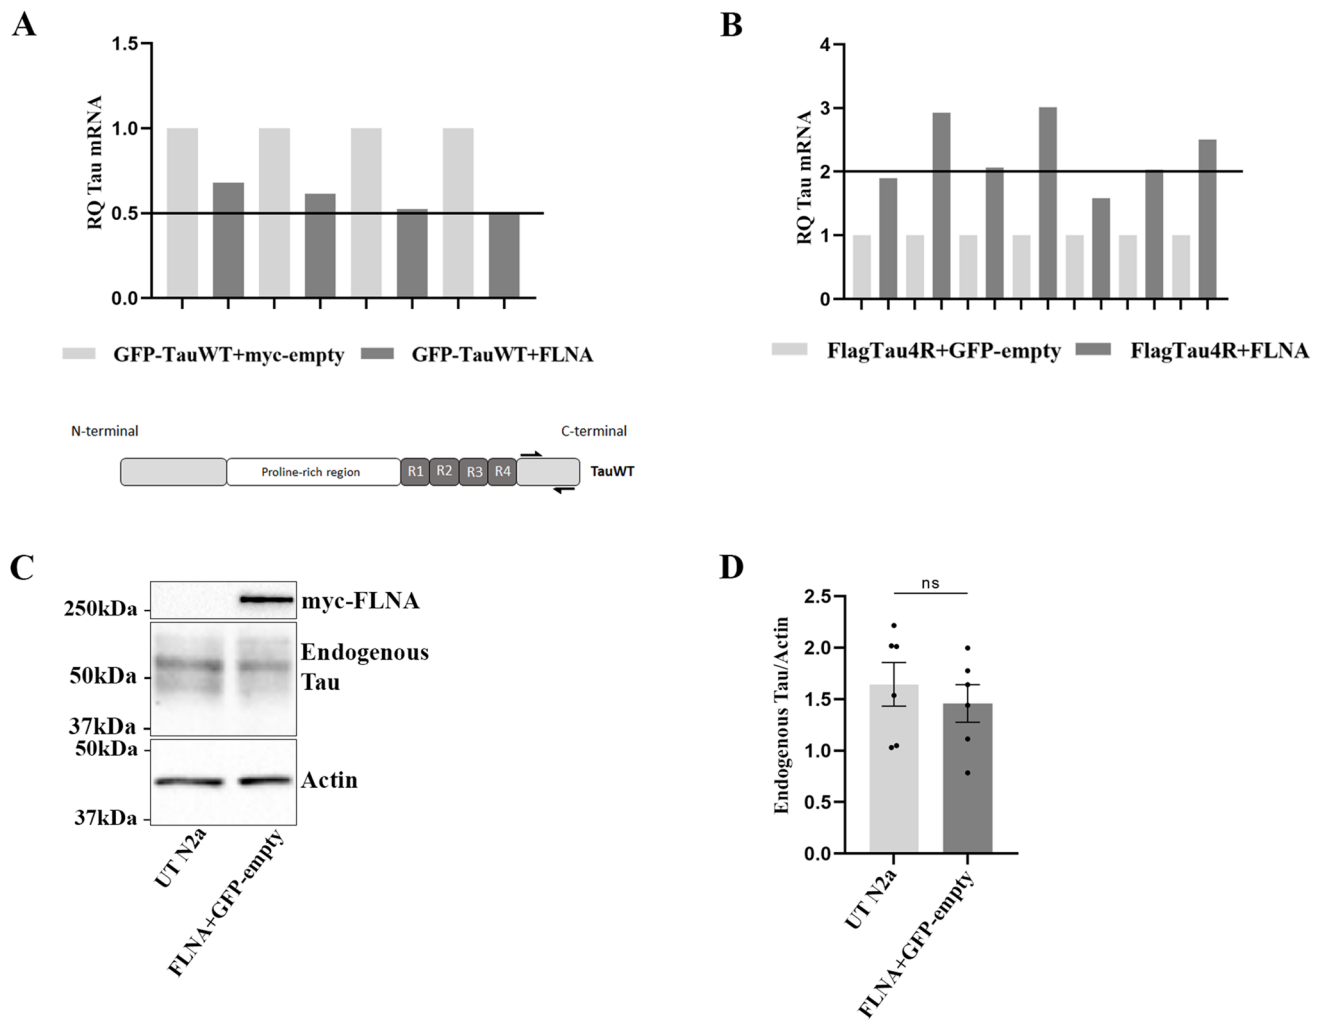 A
1.5
1.0
0.5
0.0
RQ Tau mRNA
GFP-TauWT+myc-empty
GFP-TauWT+FLNA
N-terminal
C-terminal
Proline-rich region
R1
R2
R3
R4
TauWT
B
4
3
2
1
0
RQ Tau mRNA
FlagTau4R+GFP-empty
FlagTau4R+FLNA
C
250kDa
myc-FLNA
50kDa
Endogenous
Tau
37kDa
50kDa
Actin
37kDa
UT N2a
FLNA+GFP-empty
D
ns
2.5
2.0
1.5
1.0
0.5
0.0
Endogenous Tau/Actin
UT N2a
FLNA+GFP-empty